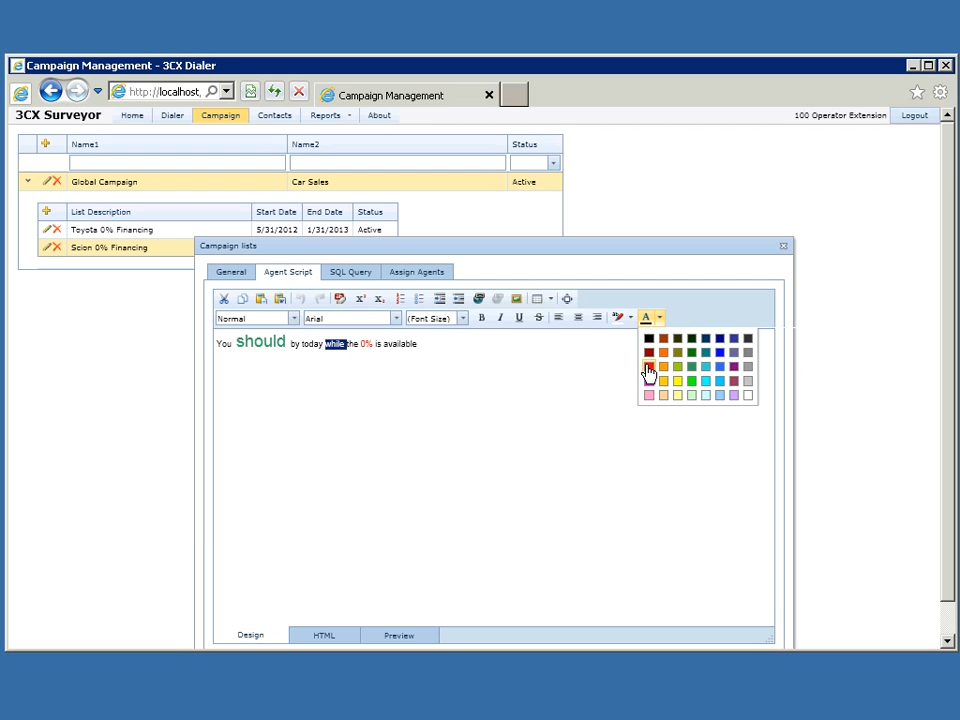 Campaign Management - 3CX Dialer
http://localhost,
Campaign Management
3CX Surveyor Home Dialer Campaign Contacts Reports About 100 Operator Extension Logout
Name1 Name2 Status
Global Campaign Car Sales Active
List Description Start Date End Date Status
Toyota 0% Financing 5/31/2012 1/31/2013 Active
Scion 0% Financing
Campaign lists
General Agent Script SQL Query Assign Agents
Normal Arial (Font Size) B I U S A
You should by today while the 0% is available
Design HTML Preview